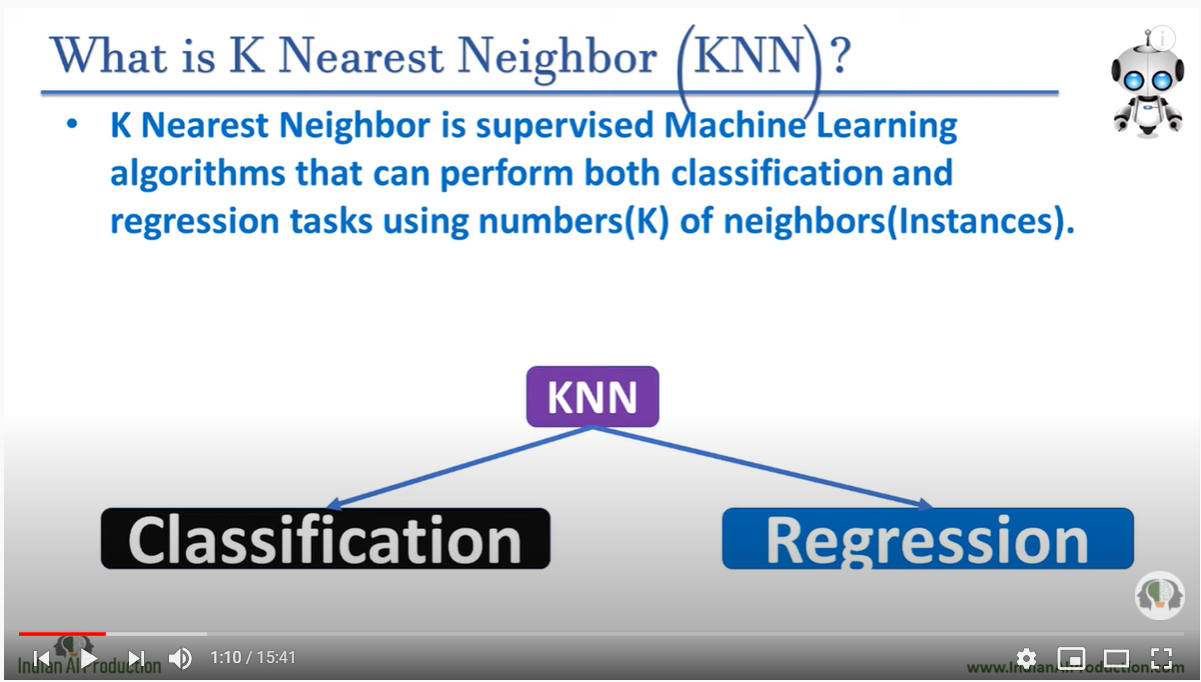 What is K Nearest Neighbor (KNN)?
• K Nearest Neighbor is supervised Machine Learning
algorithms that can perform both classification and
regression tasks using numbers(K) of neighbors(Instances).
KNN
Classification
Regression
1:10 / 15:41
Indian AI Production
www.IndianAIProduction.com